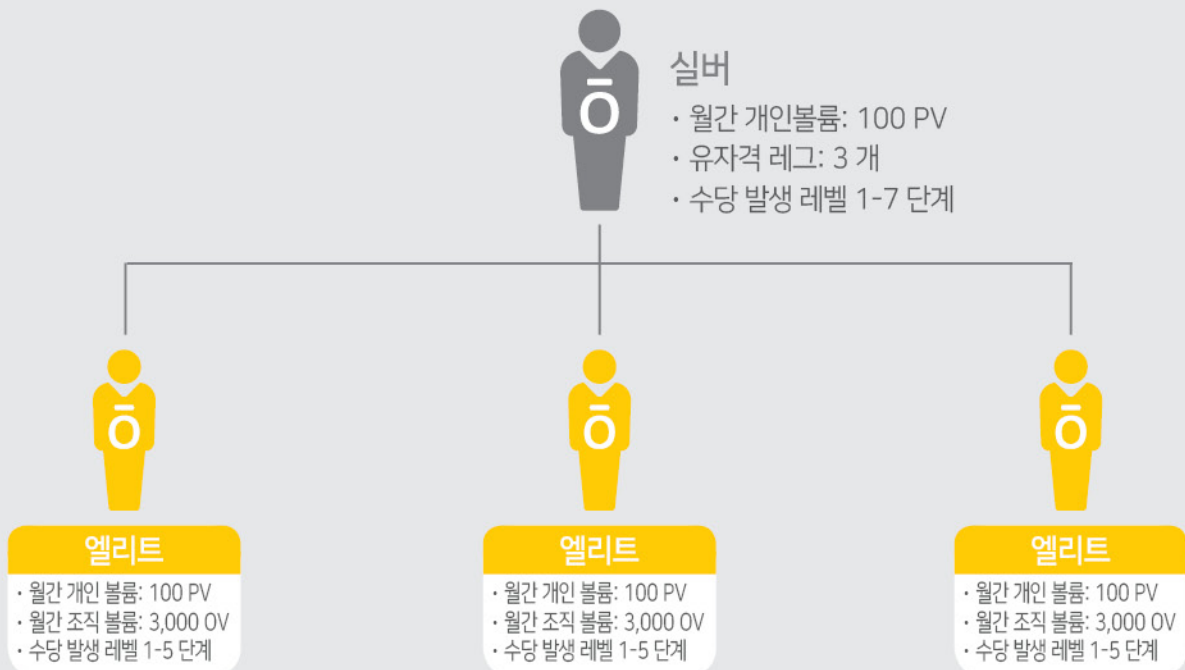 실버
· 월간 개인볼륨: 100 PV
· 유자격 레그: 3 개
· 수당 발생 레벨 1-7 단계
Ō
Ō
Ō
Ō
엘리트
· 월간 개인 볼륨: 100 PV
· 월간 조직 볼륨: 3,000 OV
· 수당 발생 레벨 1-5 단계
엘리트
· 월간 개인 볼륨: 100 PV
· 월간 조직 볼륨: 3,000 OV
· 수당 발생 레벨 1-5 단계
엘리트
· 월간 개인 볼륨: 100 PV
· 월간 조직 볼륨: 3,000 OV
· 수당 발생 레벨 1-5 단계